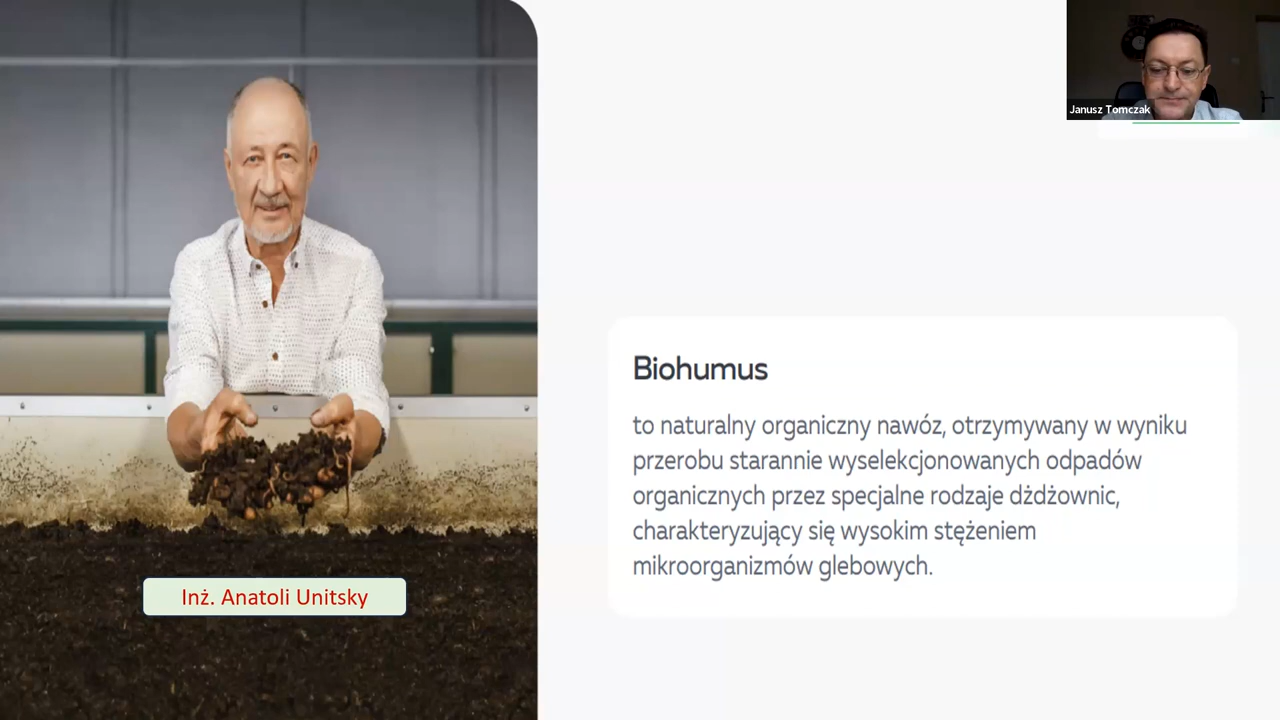 Janusz Tomczak
Biohumus
to naturalny organiczny nawóz, otrzymywany w wyniku
przerobu starannie wyselekcjonowanych odpadów
organicznych przez specjalne rodzaje dżdżownic,
charakteryzujący się wysokim stężeniem
mikroorganizmów glebowych.
Inż. Anatoli Unitsky